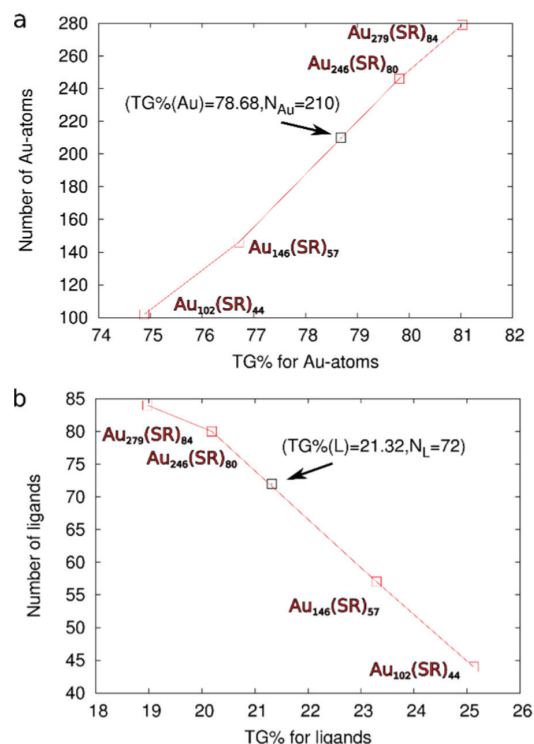 a
280
260
240
220
200
180
160
140
120
100
Number of Au-atoms
Au279(SR)84
Au246(SR)80
(TG%(Au)=78.68,NAu=210)
Au146(SR)57
Au102(SR)44
74 75 76 77 78 79 80 81 82
TG% for Au-atoms
b
85
80
75
70
65
60
55
50
45
40
Number of ligands
Au279(SR)84
Au246(SR)80
(TG%(L)=21.32,NL=72)
Au146(SR)57
Au102(SR)44
18 19 20 21 22 23 24 25 26
TG% for ligands